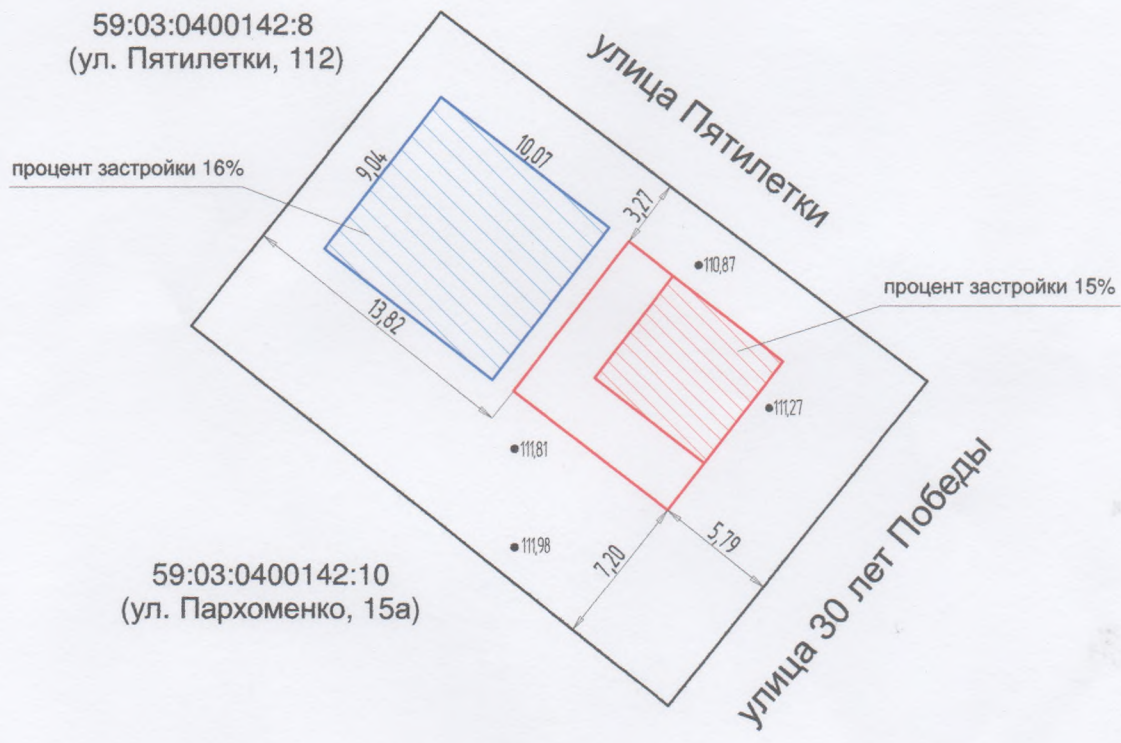 59:03:0400142:8
(ул. Пятилетки, 112)
улица Пятилетки
процент застройки 16%
9,04
10,07
3,27
110,87
процент застройки 15%
13,82
111,27
111,81
111,98
7,20
5,79
59:03:0400142:10
(ул. Пархоменко, 15а)
улица 30 лет Победы